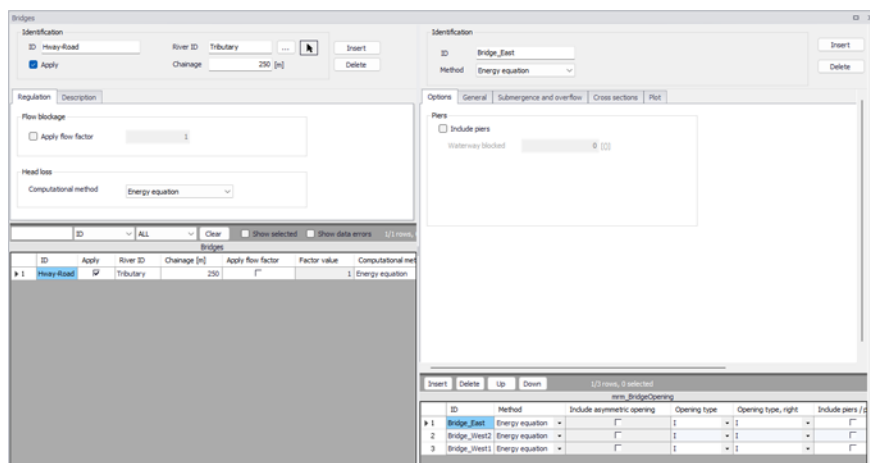 Bridges
Identification
ID Hway-Road River ID Tributary ... Insert
Apply Chainage 250 [m] Delete
Regulation Description
Flow blockage
Apply flow factor 1
Head loss
Computational method Energy equation
ID ALL Clear Show selected Show data errors 1/1 rows,
Bridges
ID Apply River ID Chainage [m] Apply flow factor Factor value Computational met
1 Hway-Road Tributary 250 1 Energy equation
Identification
ID Bridge_East Insert
Method Energy equation Delete
Options General Submergence and overflow Cross sections Plot
Piers
Include piers
Waterway blocked 0 [()]
Insert Delete Up Down 1/3 rows, 0 selected
mrm_BridgeOpening
ID Method Include asymmetric opening Opening type Opening type, right Include piers / p
1 Bridge_East Energy equation I I
2 Bridge_West2 Energy equation I I
3 Bridge_West1 Energy equation I I